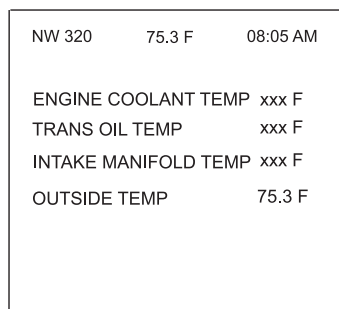 NW 320 75.3 F 08:05 AM
ENGINE COOLANT TEMP xxx F
TRANS OIL TEMP xxx F
INTAKE MANIFOLD TEMP xxx F
OUTSIDE TEMP 75.3 F